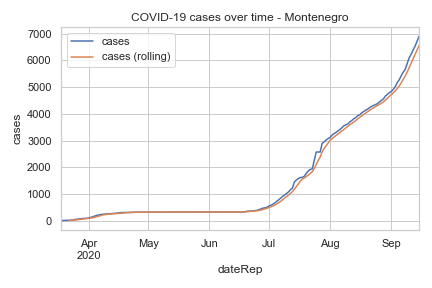 COVID-19 cases over time - Montenegro
7000
6000
5000
4000
3000
2000
1000
0
cases
cases (rolling)
cases
Apr
2020
May
Jun
Jul
Aug
Sep
dateRep